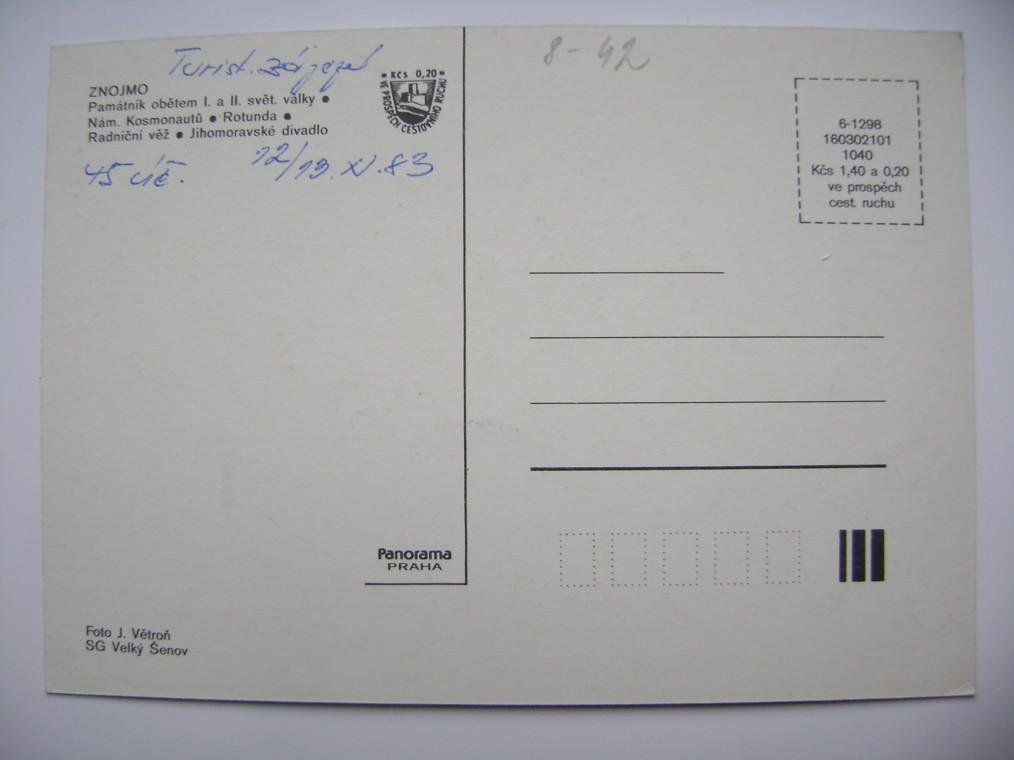 Turist. zájezd
ZNOJMO
Památník obětem I. a II. svět. války ●
Nám. Kosmonautů ● Rotunda ●
Radniční věž ● Jihomoravské divadlo
45 úč.
12/13. XI. 83
Kčs 0,20
VE PROSPĚCH CESTOVNÍHO RUCHU
8-42
6-1298
160302101
1040
Kčs 1,40 a 0,20
ve prospěch
cest. ruchu
Panorama
PRAHA
Foto J. Větroň
SG Velký Šenov